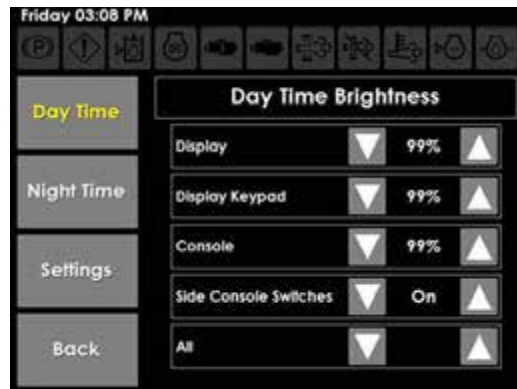 Friday 03:08 PM
Day Time
Night Time
Settings
Back
Day Time Brightness
Display 99%
Display Keypad 99%
Console 99%
Side Console Switches On
All